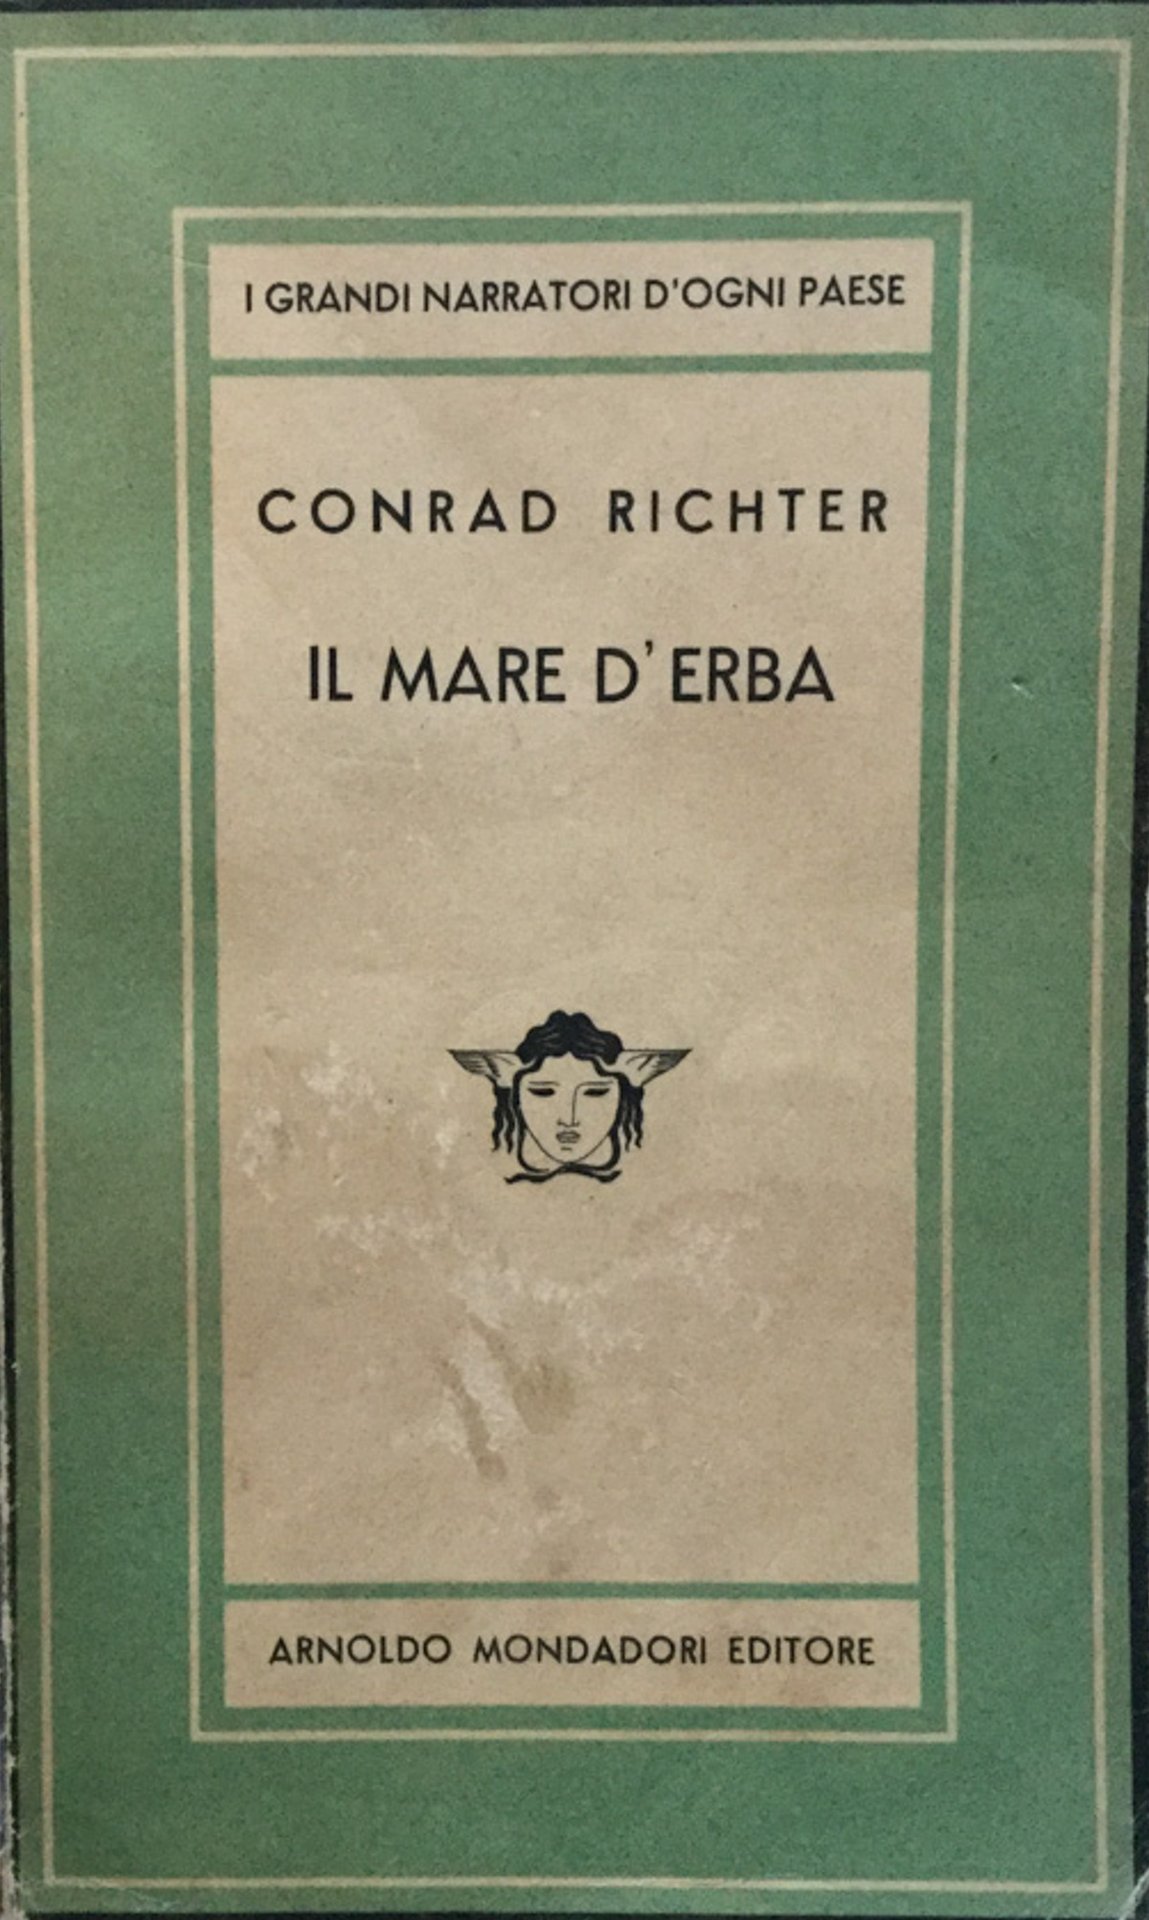 I GRANDI NARRATORI D'OGNI PAESE
CONRAD RICHTER
IL MARE D'ERBA
ARNOLDO MONDADORI EDITORE